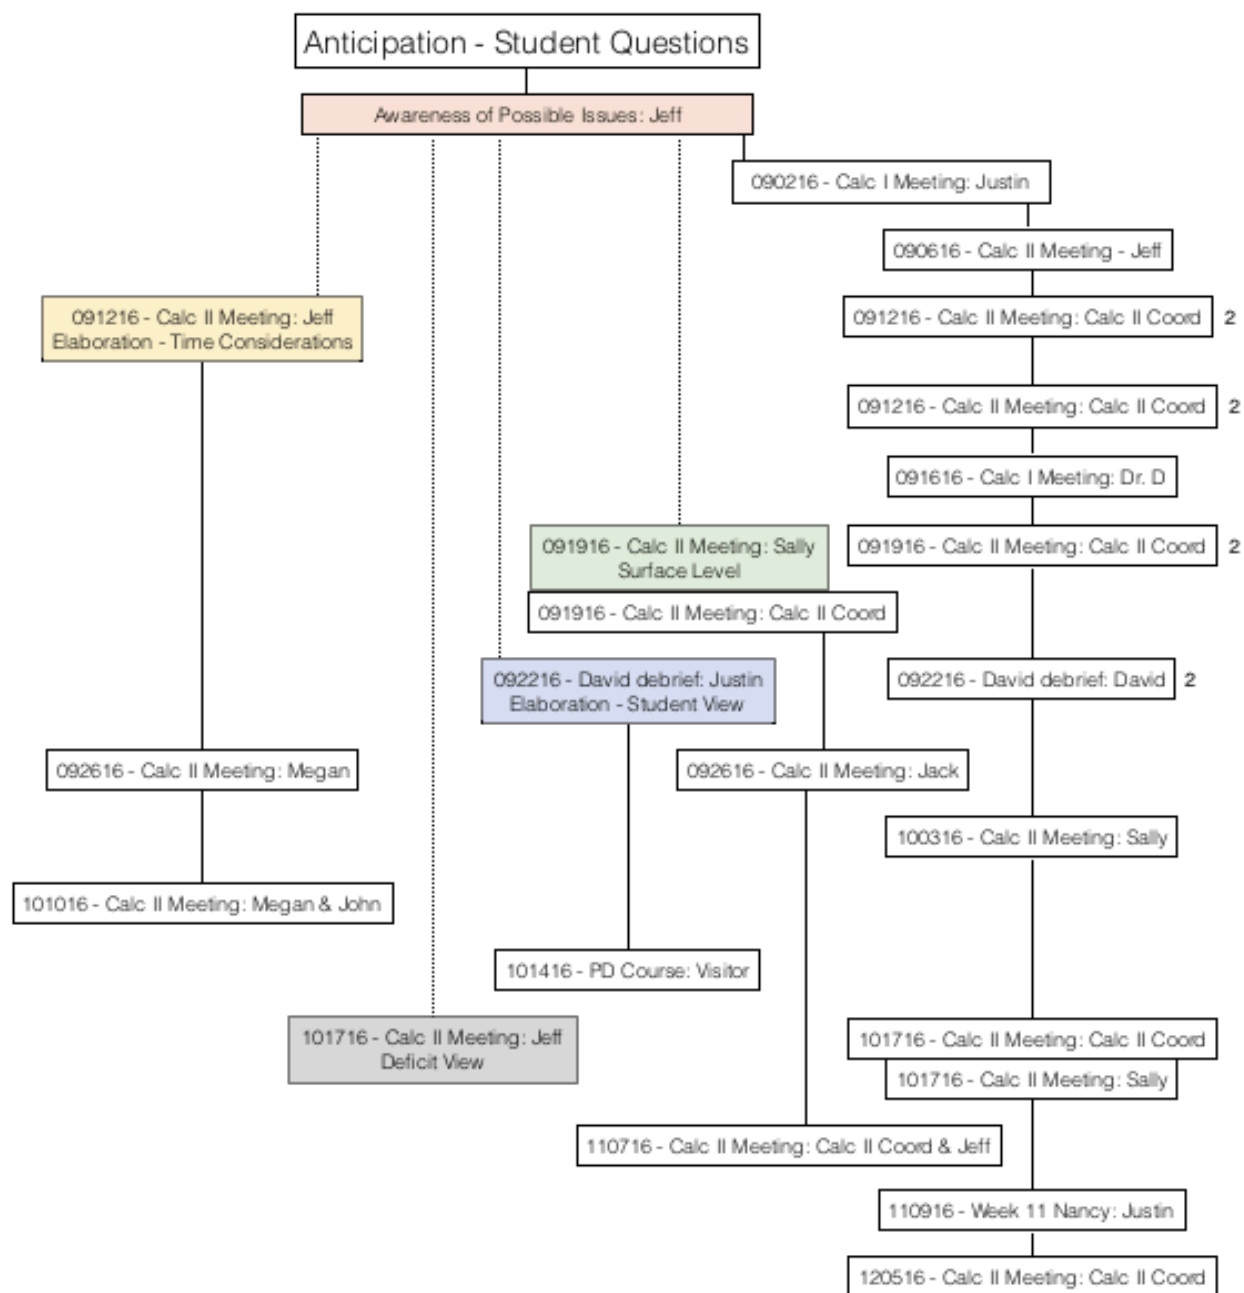 Anticipation - Student Questions
Awareness of Possible Issues: Jeff
090216 - Calc I Meeting: Justin
090616 - Calc II Meeting - Jeff
091216 - Calc II Meeting: Jeff
Elaboration - Time Considerations
091216 - Calc II Meeting: Calc II Coord 2
091216 - Calc II Meeting: Calc II Coord 2
091616 - Calc I Meeting: Dr. D
091916 - Calc II Meeting: Sally
Surface Level
091916 - Calc II Meeting: Calc II Coord 2
091916 - Calc II Meeting: Calc II Coord
092216 - David debrief: Justin
Elaboration - Student View
092216 - David debrief: David 2
092616 - Calc II Meeting: Megan
092616 - Calc II Meeting: Jack
100316 - Calc II Meeting: Sally
101016 - Calc II Meeting: Megan & John
101416 - PD Course: Visitor
101716 - Calc II Meeting: Jeff
Deficit View
101716 - Calc II Meeting: Calc II Coord
101716 - Calc II Meeting: Sally
110716 - Calc II Meeting: Calc II Coord & Jeff
110916 - Week 11 Nancy: Justin
120516 - Calc II Meeting: Calc II Coord